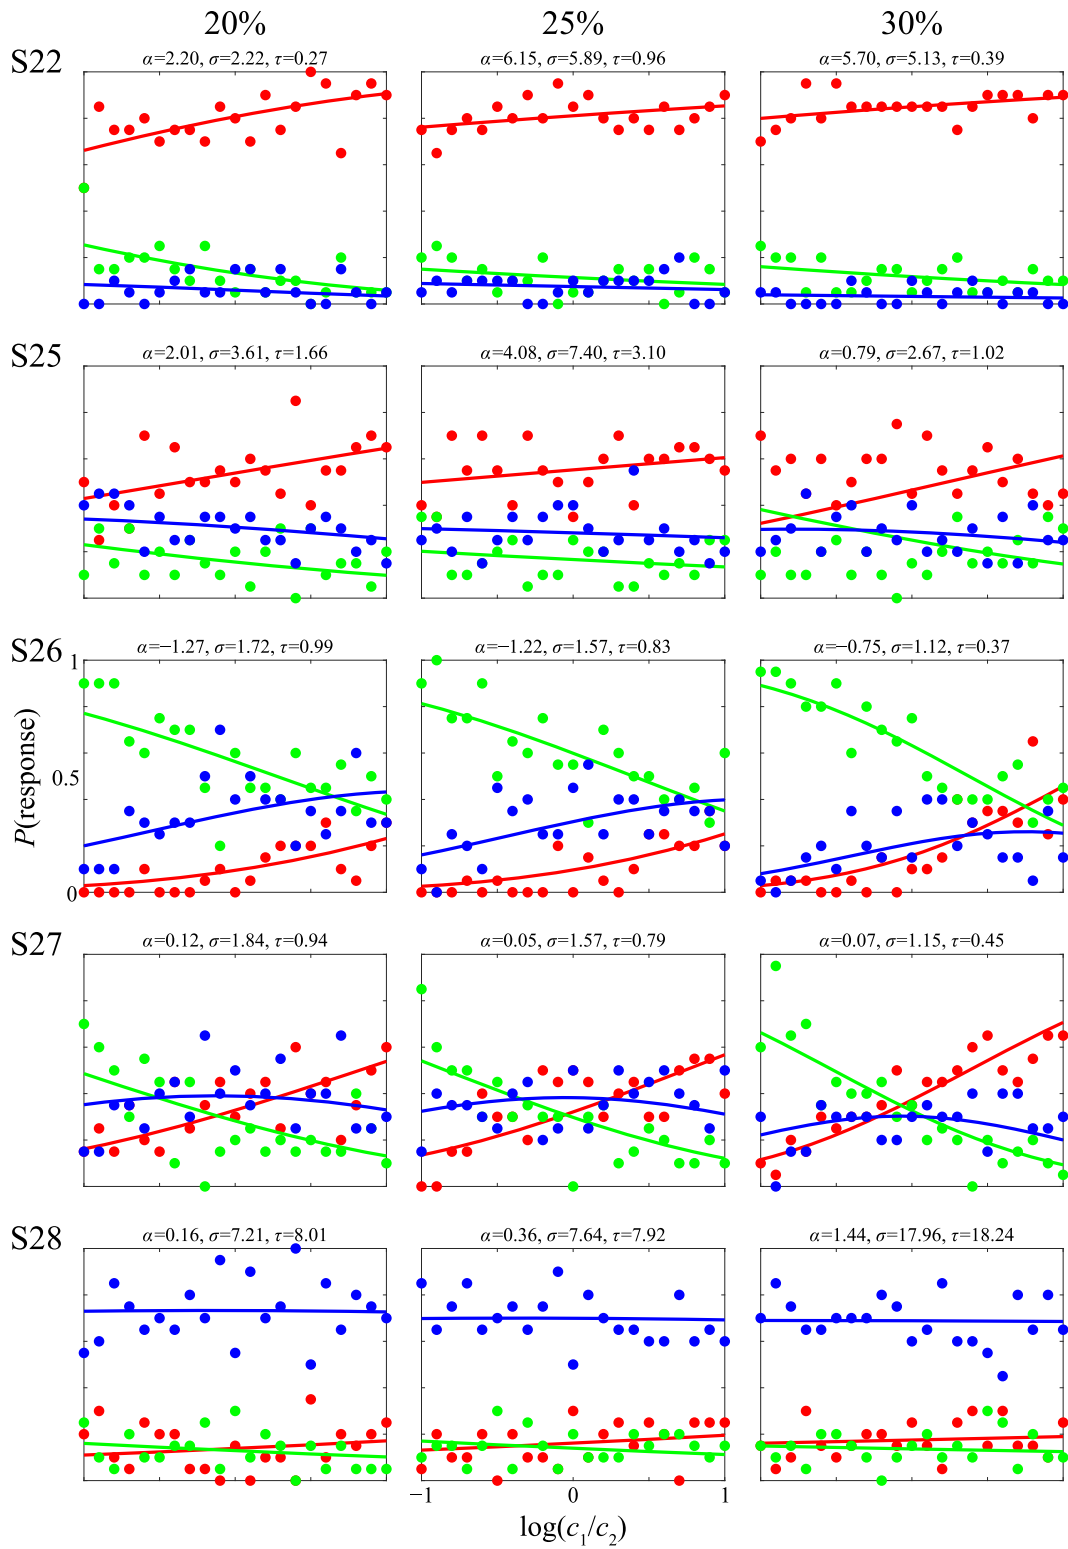 20% 25% 30%
S22
α=2.20, σ=2.22, τ=0.27 α=6.15, σ=5.89, τ=0.96 α=5.70, σ=5.13, τ=0.39
S25
α=2.01, σ=3.61, τ=1.66 α=4.08, σ=7.40, τ=3.10 α=0.79, σ=2.67, τ=1.02
S26
α=−1.27, σ=1.72, τ=0.99 α=−1.22, σ=1.57, τ=0.83 α=−0.75, σ=1.12, τ=0.37
1
P(response)
0.5
0
S27
α=0.12, σ=1.84, τ=0.94 α=0.05, σ=1.57, τ=0.79 α=0.07, σ=1.15, τ=0.45
S28
α=0.16, σ=7.21, τ=8.01 α=0.36, σ=7.64, τ=7.92 α=1.44, σ=17.96, τ=18.24
−1 0 1
log(c₁/c₂)